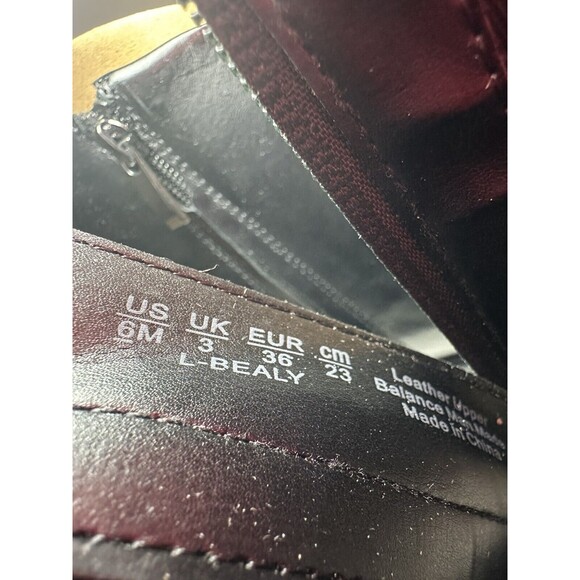 US UK EUR cm
6M 3 36 23
L-BEALY
Leather Upper
Balance Man Made
Made in China